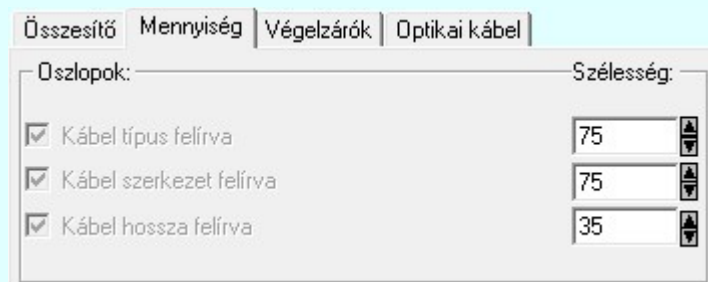 Összesítő Mennyiség Végelzárók Optikai kábel
Oszlopok: Szélesség:
Kábel típus felírva 75
Kábel szerkezet felírva 75
Kábel hossza felírva 35